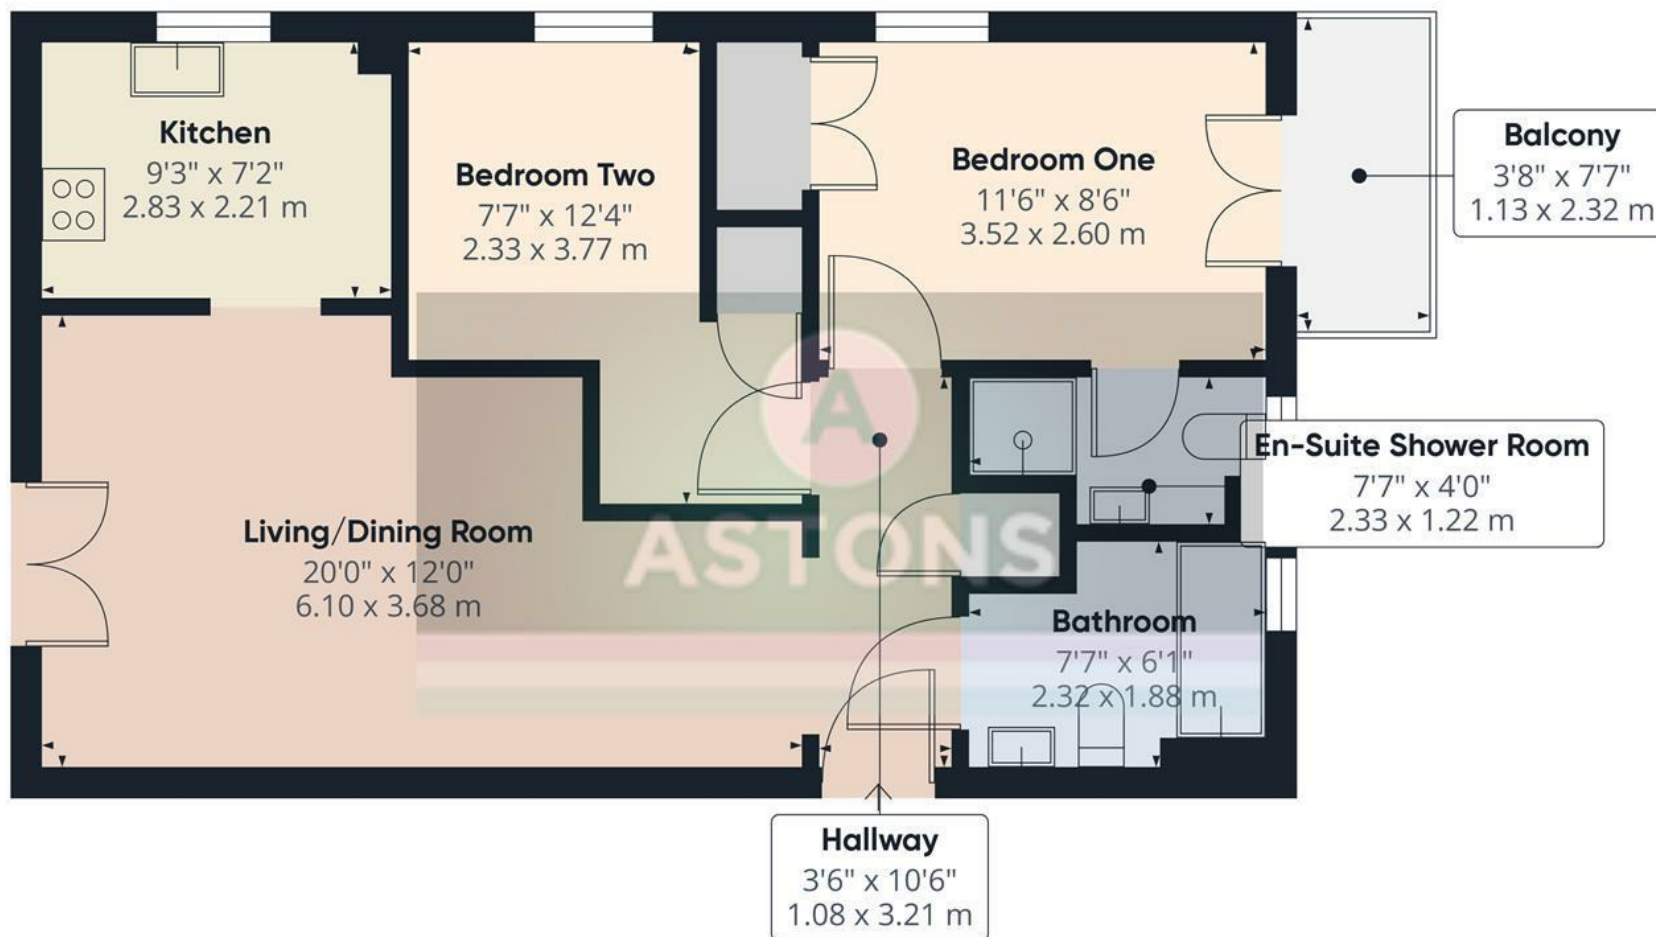 Kitchen
9'3" x 7'2"
2.83 x 2.21 m
Bedroom Two
7'7" x 12'4"
2.33 x 3.77 m
Bedroom One
11'6" x 8'6"
3.52 x 2.60 m
Balcony
3'8" x 7'7"
1.13 x 2.32 m
En-Suite Shower Room
7'7" x 4'0"
2.33 x 1.22 m
Living/Dining Room
20'0" x 12'0"
6.10 x 3.68 m
A
ASTONS
Bathroom
7'7" x 6'1"
2.32 x 1.88 m
Hallway
3'6" x 10'6"
1.08 x 3.21 m